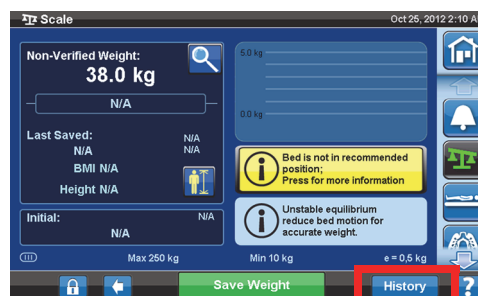 Scale
Oct 25, 2012 2:10 A
Non-Verified Weight:
38.0 kg
N/A
Last Saved:
N/A
N/A
N/A
BMI N/A
Height N/A
Initial:
N/A
N/A
5.0 kg
0.0 kg
Bed is not in recommended
position;
Press for more information
Unstable equilibrium
reduce bed motion for
accurate weight.
Max 250 kg
Min 10 kg
e = 0,5 kg
Save Weight
History
?